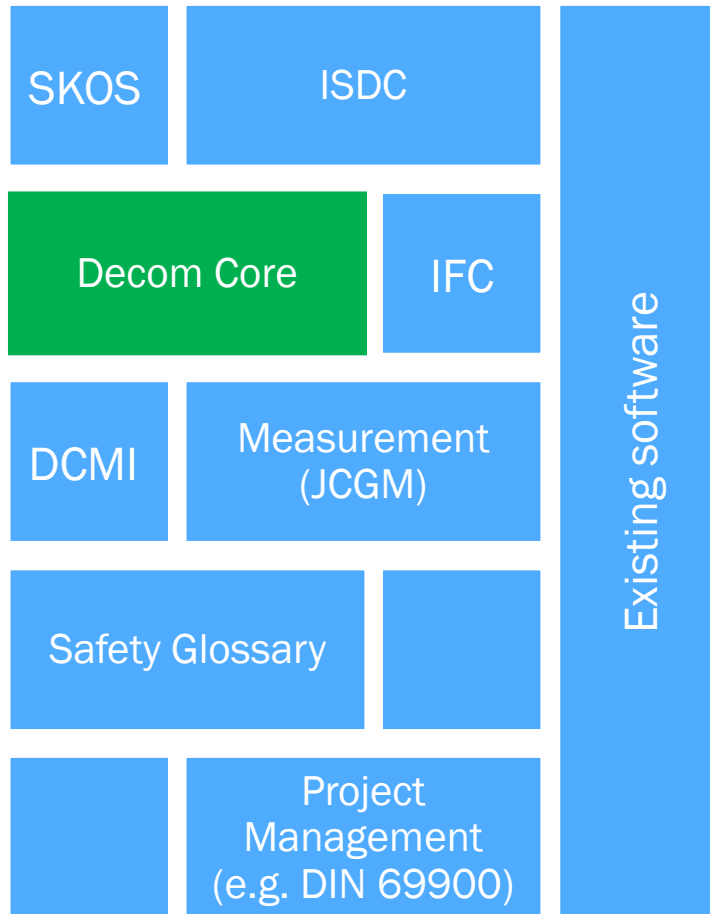 SKOS
ISDC
Decom Core
IFC
DCMI
Measurement
(JCGM)
Safety Glossary
Project
Management
(e.g. DIN 69900)
Existing software